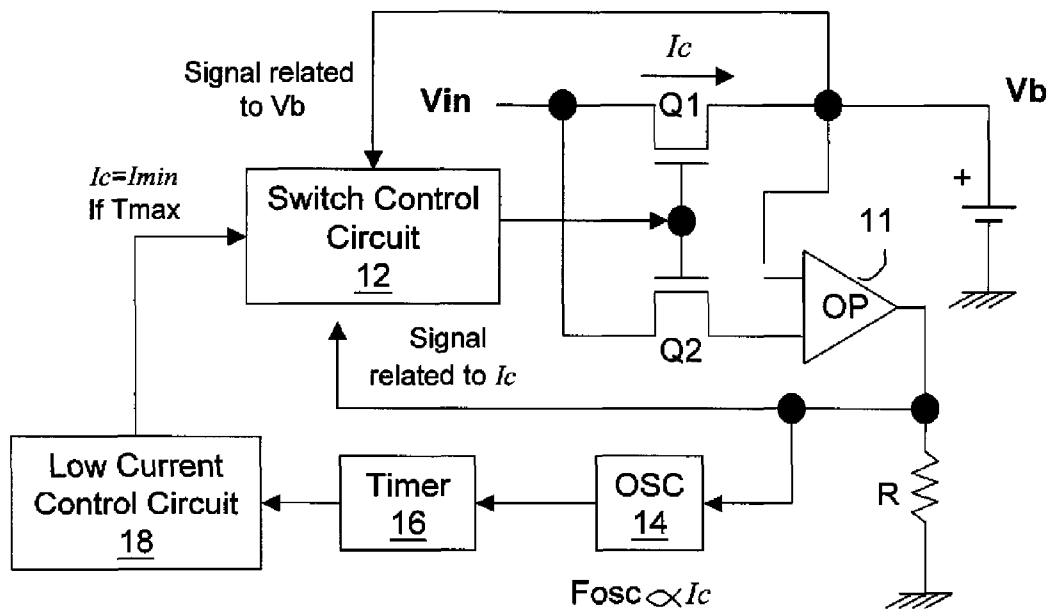 Ic
Signal related
to Vb
Vin
Q1
Vb
Ic=Imin
If Tmax
Switch Control
Circuit
12
+
11
OP
Q2
Signal
related to Ic
Low Current
Control Circuit
18
Timer
16
OSC
14
R
Fosc∝Ic